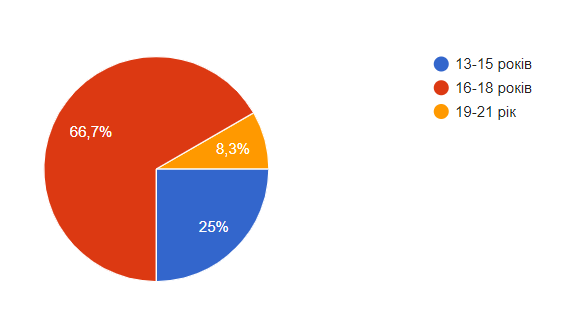 13-15 років
16-18 років
19-21 рік
66,7%
8,3%
25%